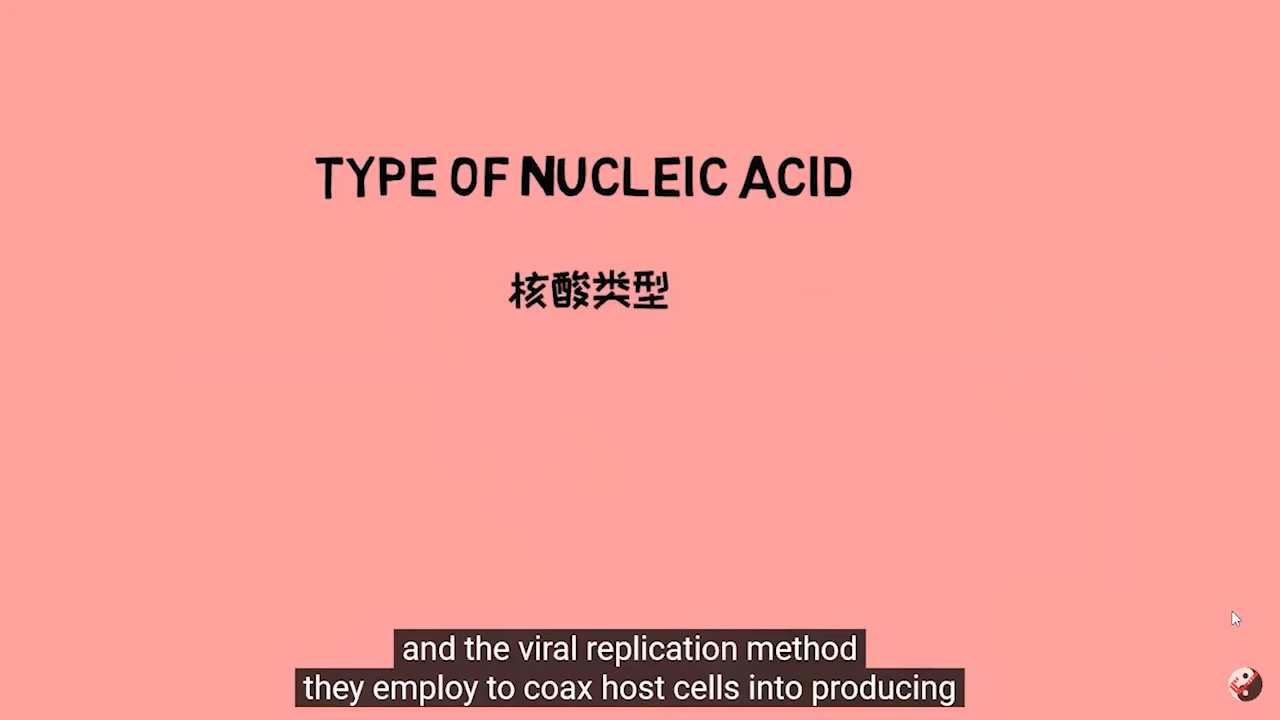 TYPE OF NUCLEIC ACID
核酸类型
and the viral replication method
they employ to coax host cells into producing